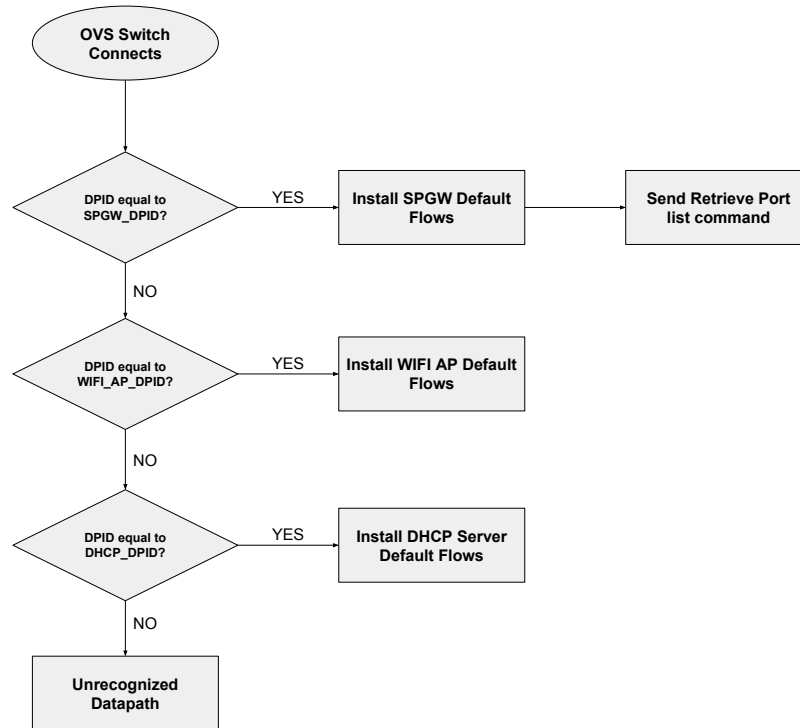 OVS Switch
Connects
DPID equal to
SPGW_DPID?
YES
Install SPGW Default
Flows
Send Retrieve Port
list command
NO
DPID equal to
WIFI_AP_DPID?
YES
Install WIFI AP Default
Flows
NO
DPID equal to
DHCP_DPID?
YES
Install DHCP Server
Default Flows
NO
Unrecognized
Datapath